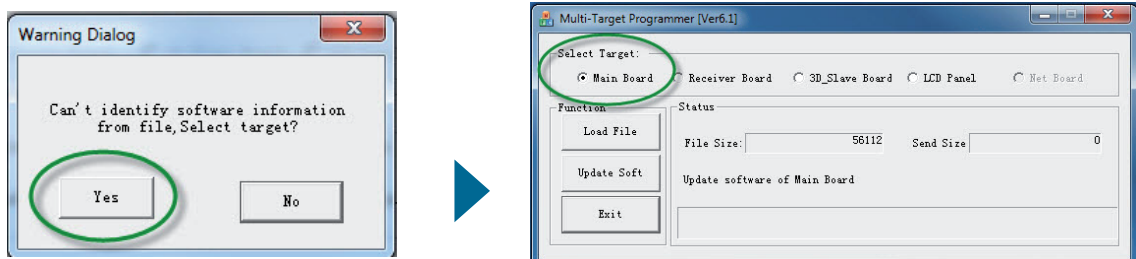 Warning Dialog
Can't identify software information
from file,Select target?
Yes
No
Multi-Target Programmer [Ver6.1]
Select Target:
Main Board
Receiver Board
3D_Slave Board
LCD Panel
Net Board
Function
Load File
Update Soft
Exit
Status
File Size:
56112
Send Size
0
Update software of Main Board